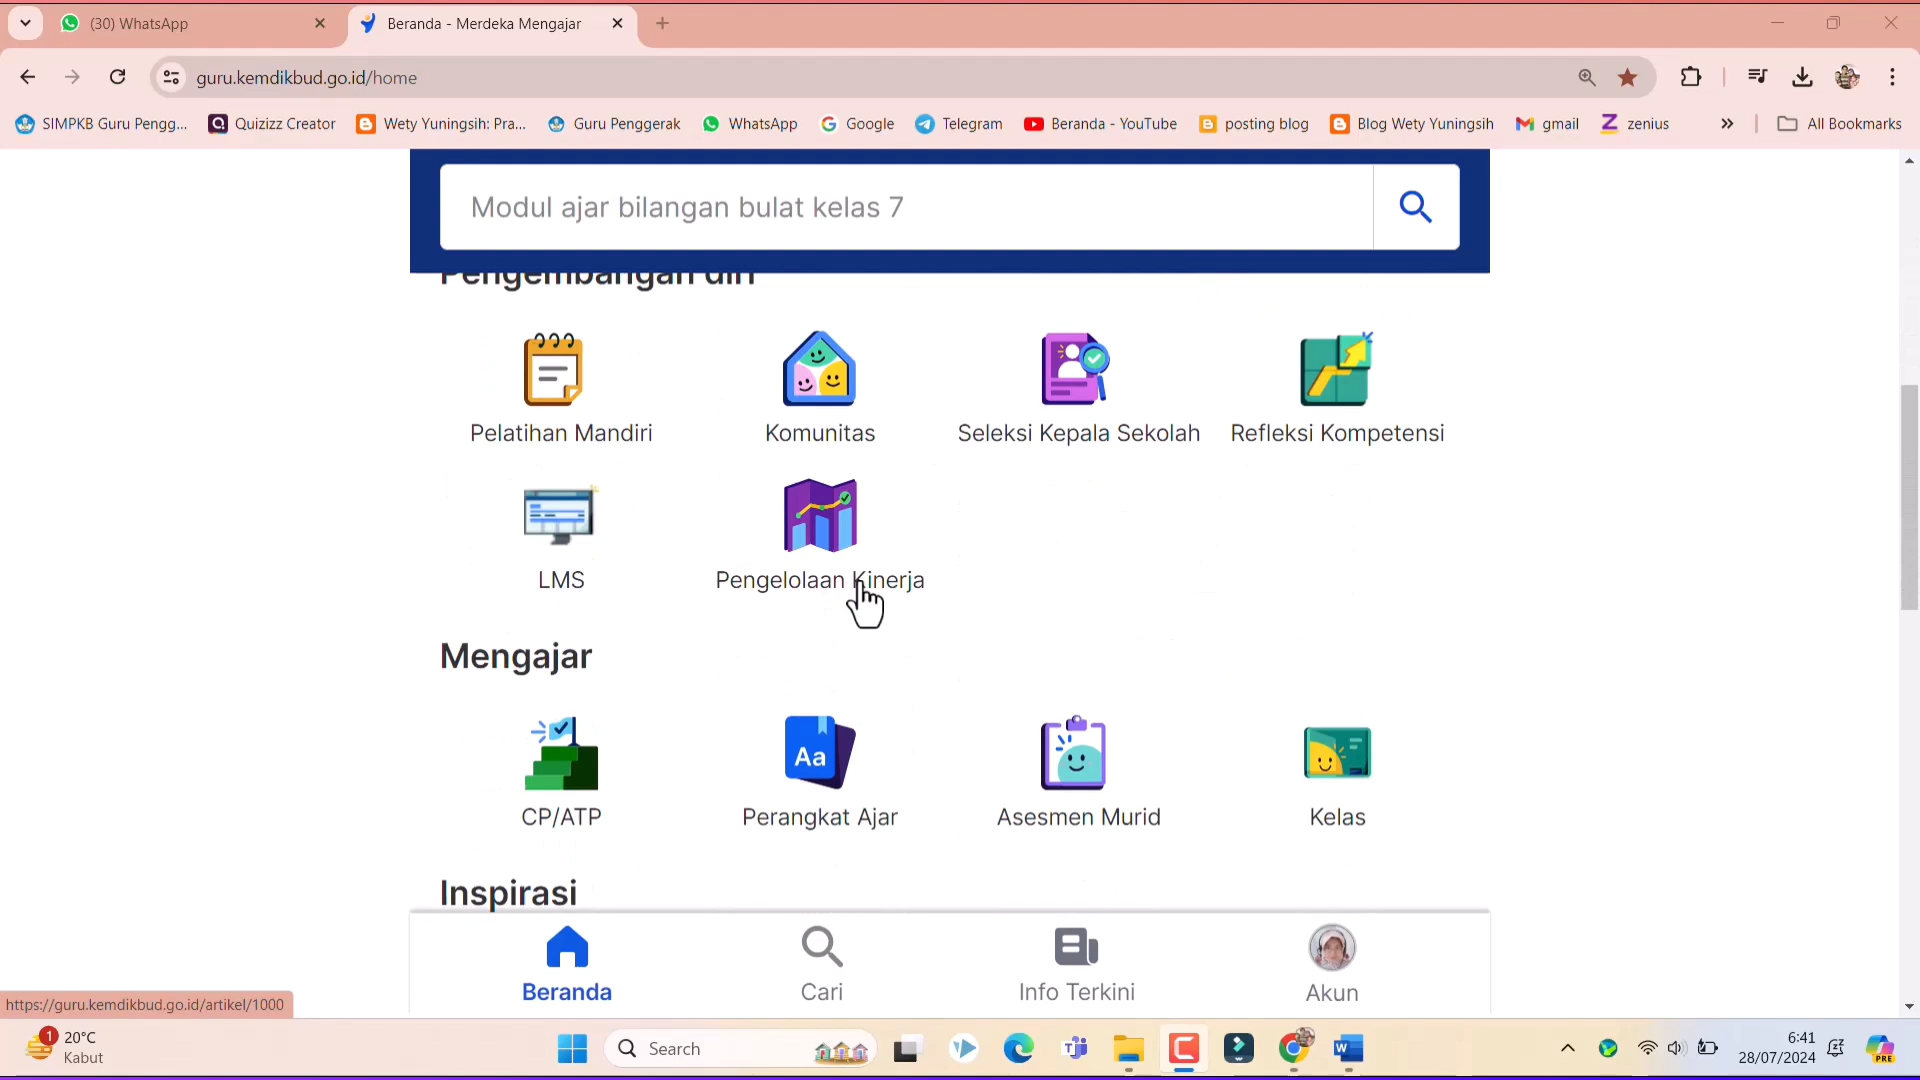 (30) WhatsApp
Beranda - Merdeka Mengajar
guru.kemdikbud.go.id/home
SIMPKB Guru Pengg...
Quizizz Creator
Wety Yuningsih: Pra...
Guru Penggerak
WhatsApp
Google
Telegram
Beranda - YouTube
posting blog
Blog Wety Yuningsih
gmail
zenius
All Bookmarks
Modul ajar bilangan bulat kelas 7
Pengembangan diri
Pelatihan Mandiri
Komunitas
Seleksi Kepala Sekolah
Refleksi Kompetensi
LMS
Pengelolaan Kinerja
Mengajar
Aa
CP/ATP
Perangkat Ajar
Asesmen Murid
Kelas
Inspirasi
Beranda
Cari
Info Terkini
Akun
https://guru.kemdikbud.go.id/artikel/1000
1
20°C
Kabut
Search
6:41
28/07/2024
PRE